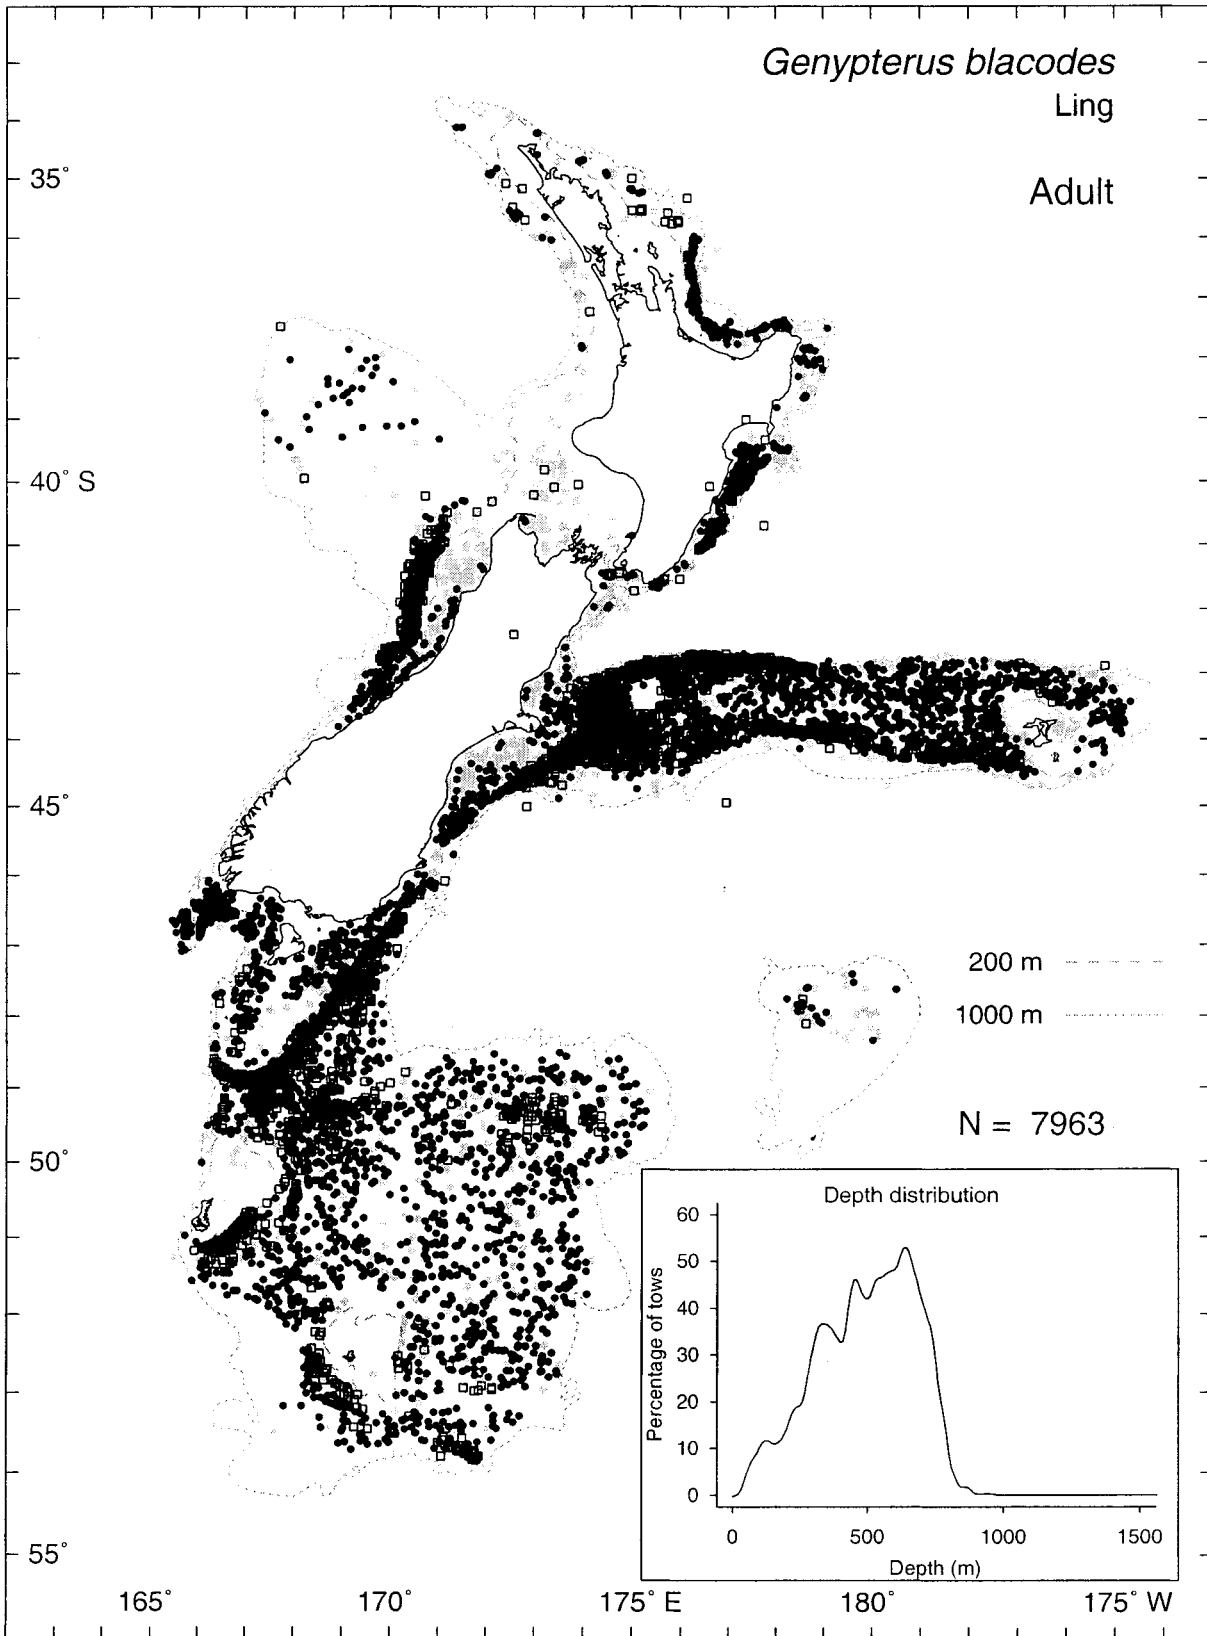 Genypterus blacodes
Ling
Adult
35°
40° S
45°
50°
55°
200 m
1000 m
N = 7963
Depth distribution
Percentage of tows
60
50
40
30
20
10
0
0 500 1000 1500
Depth (m)
165° 170° 175° E 180° 175° W